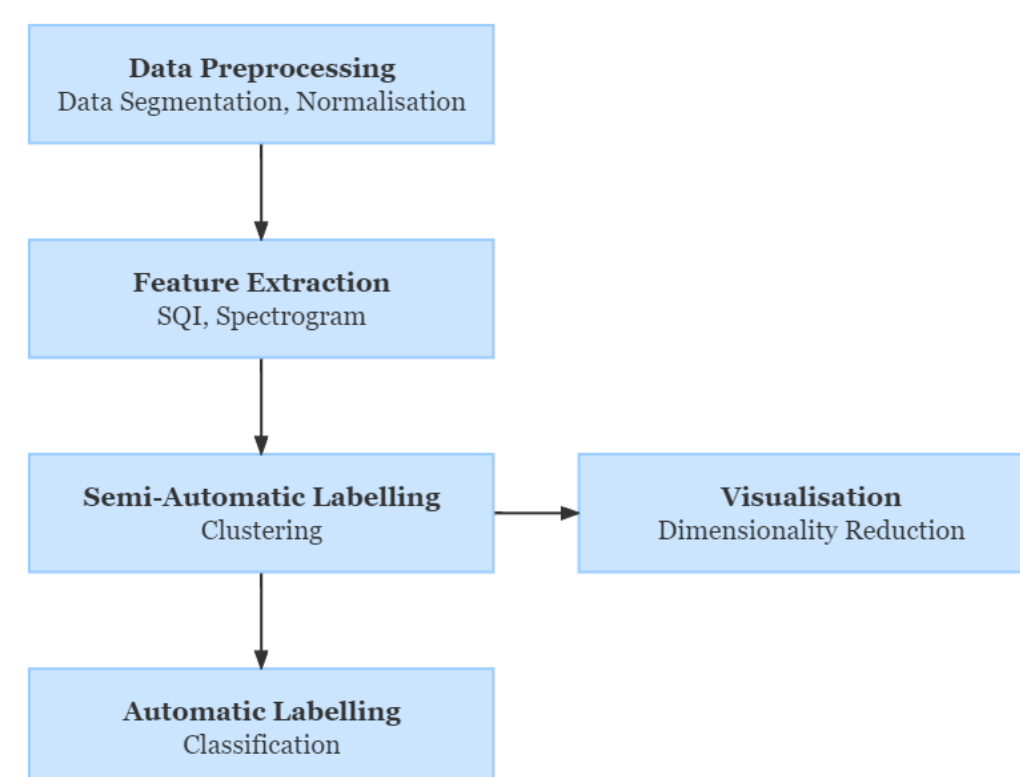 Data Preprocessing
Data Segmentation, Normalisation
Feature Extraction
SQI, Spectrogram
Semi-Automatic Labelling
Clustering
Visualisation
Dimensionality Reduction
Automatic Labelling
Classification